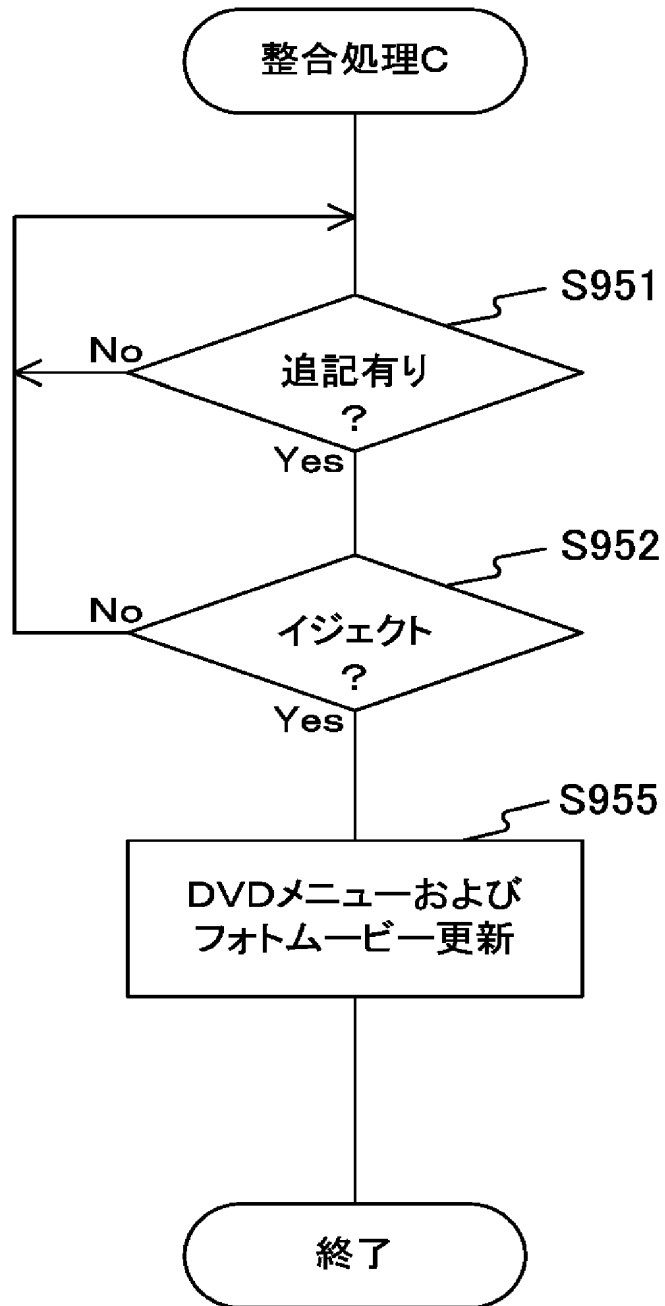 整合処理C
S951
No
追記有り
?
Yes
S952
No
イジェクト
?
Yes
S955
DVDメニューおよび
フォトムービー更新
終了